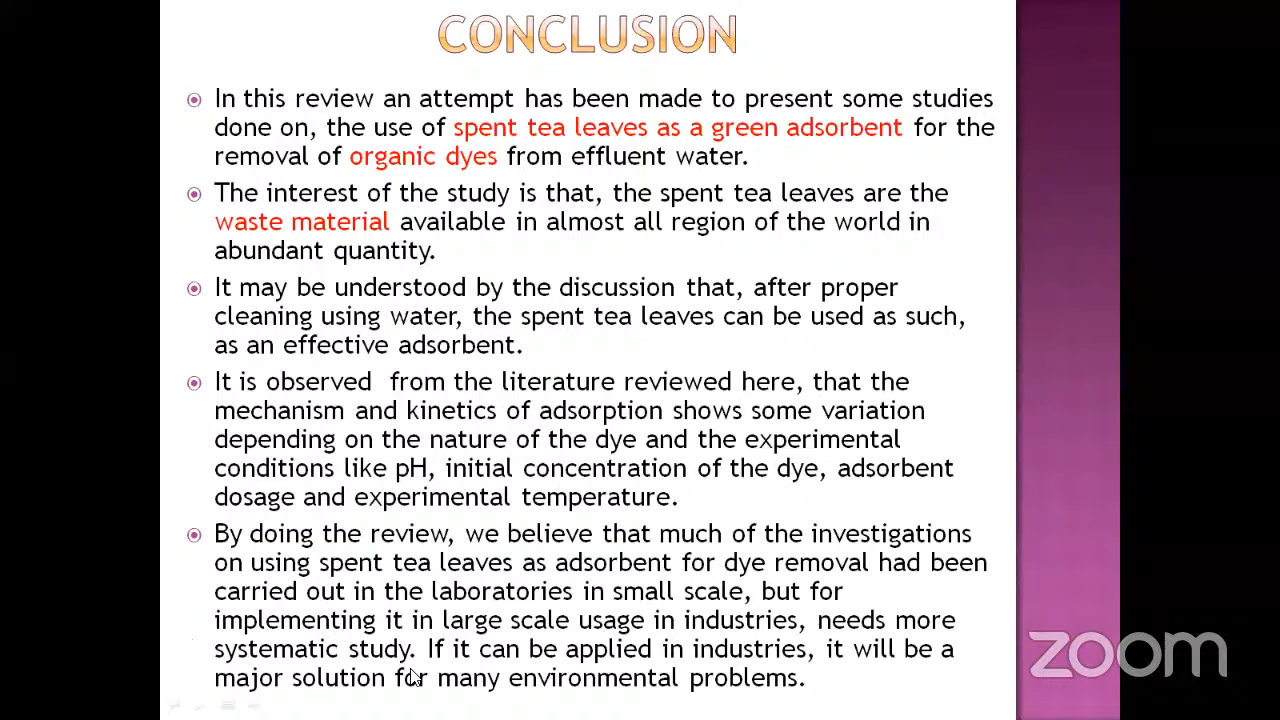 CONCLUSION
In this review an attempt has been made to present some studies
done on, the use of spent tea leaves as a green adsorbent for the
removal of organic dyes from effluent water.
The interest of the study is that, the spent tea leaves are the
waste material available in almost all region of the world in
abundant quantity.
It may be understood by the discussion that, after proper
cleaning using water, the spent tea leaves can be used as such,
as an effective adsorbent.
It is observed from the literature reviewed here, that the
mechanism and kinetics of adsorption shows some variation
depending on the nature of the dye and the experimental
conditions like pH, initial concentration of the dye, adsorbent
dosage and experimental temperature.
By doing the review, we believe that much of the investigations
on using spent tea leaves as adsorbent for dye removal had been
carried out in the laboratories in small scale, but for
implementing it in large scale usage in industries, needs more
systematic study. If it can be applied in industries, it will be a
major solution for many environmental problems.
zoom